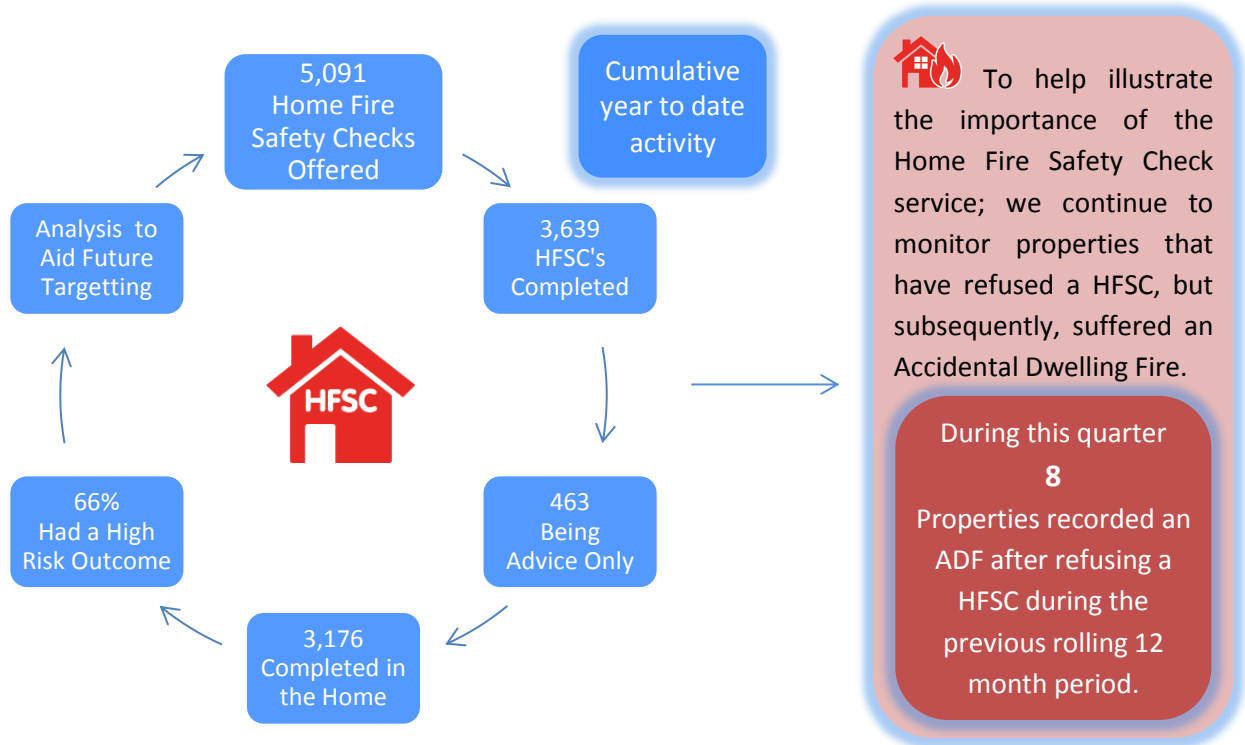 5,091
Home Fire
Safety Checks
Offered
Cumulative
year to date
activity
3,639
HFSC's
Completed
463
Being
Advice Only
3,176
Completed in
the Home
66%
Had a High
Risk Outcome
Analysis to
Aid Future
Targetting
HFSC
To help illustrate
the importance of the
Home Fire Safety Check
service; we continue to
monitor properties that
have refused a HFSC, but
subsequently, suffered an
Accidental Dwelling Fire.
During this quarter
8
Properties recorded an
ADF after refusing a
HFSC during the
previous rolling 12
month period.